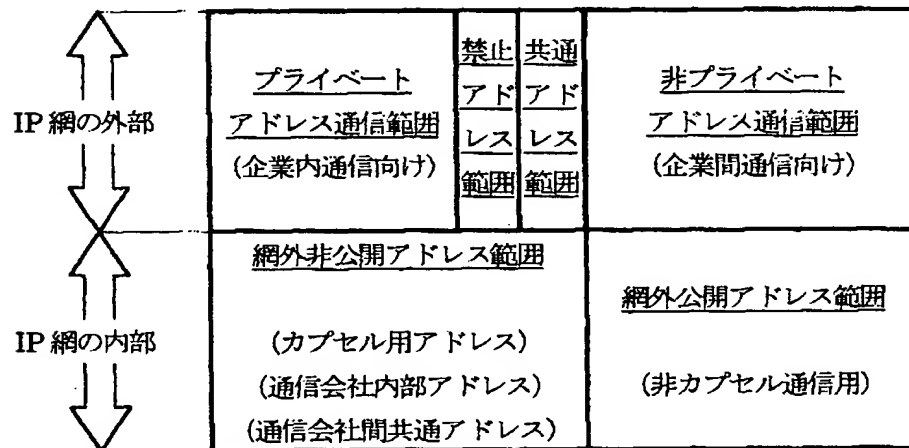 IP 網の外部
プライベート
アドレス通信範囲
(企業内通信向け)
禁止
アド
レス
範囲
共通
アド
レス
範囲
非プライベート
アドレス通信範囲
(企業間通信向け)
IP 網の内部
網外非公開アドレス範囲
(カプセル用アドレス)
(通信会社内部アドレス)
(通信会社間共通アドレス)
網外公開アドレス範囲
(非カプセル通信用)